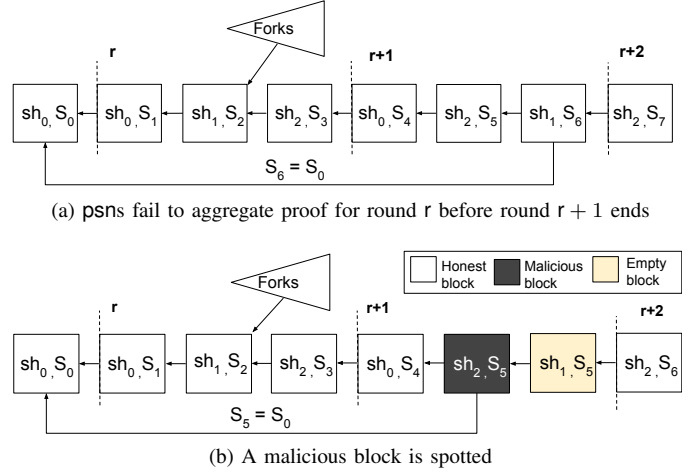 Forks
r
r+1
r+2
sh₀, S₀
sh₀, S₁
sh₁, S₂
sh₂, S₃
sh₀, S₄
sh₂, S₅
sh₁, S₆
sh₂, S₇
S₆ = S₀
(a) psns fail to aggregate proof for round r before round r + 1 ends
Honest block
Malicious block
Empty block
Forks
r
r+1
r+2
sh₀, S₀
sh₀, S₁
sh₁, S₂
sh₂, S₃
sh₀, S₄
sh₂, S₅
sh₁, S₅
sh₂, S₆
S₅ = S₀
(b) A malicious block is spotted